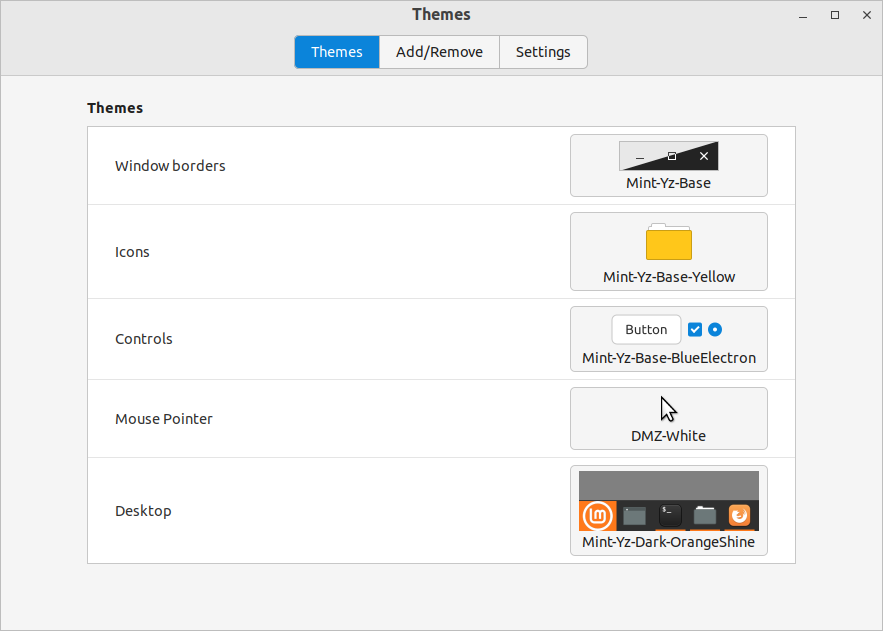 Themes
Themes Add/Remove Settings
Themes
Window borders
Mint-Yz-Base
Icons
Mint-Yz-Base-Yellow
Controls
Button
Mint-Yz-Base-BlueElectron
Mouse Pointer
DMZ-White
Desktop
$_
Mint-Yz-Dark-OrangeShine